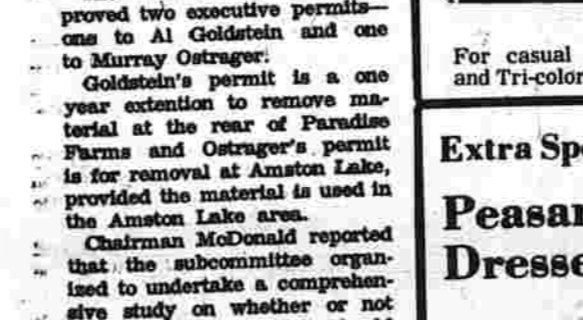 proved two executive permits—
one to Al Goldstein and one
to Murray Ostrager.
Goldstein's permit is a one
year extention to remove ma-
terial at the rear of Paradise
Farms and Ostrager's permit
is for removal at Amston Lake,
provided the material is used in
the Amston Lake area.
Chairman McDonald reported
that the subcommittee organ-
ized to undertake a comprehen-
sive study on whether or not
For casual
and Tri-color
Extra Sp
Peasa
Dresse